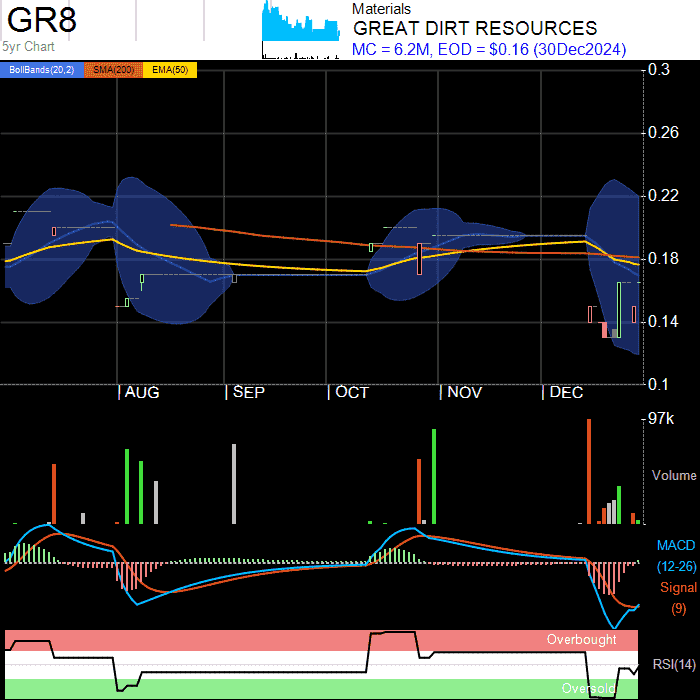 GR8
5yr Chart
Materials
GREAT DIRT RESOURCES
MC = 6.2M, EOD = $0.16 (30Dec2024)
BollBands(20,2) SMA(200) EMA(50)
0.3
0.26
0.22
0.18
0.14
0.1
AUG SEP OCT NOV DEC
97k
Volume
MACD
(12-26)
Signal
(9)
Overbought
RSI(14)
Oversold